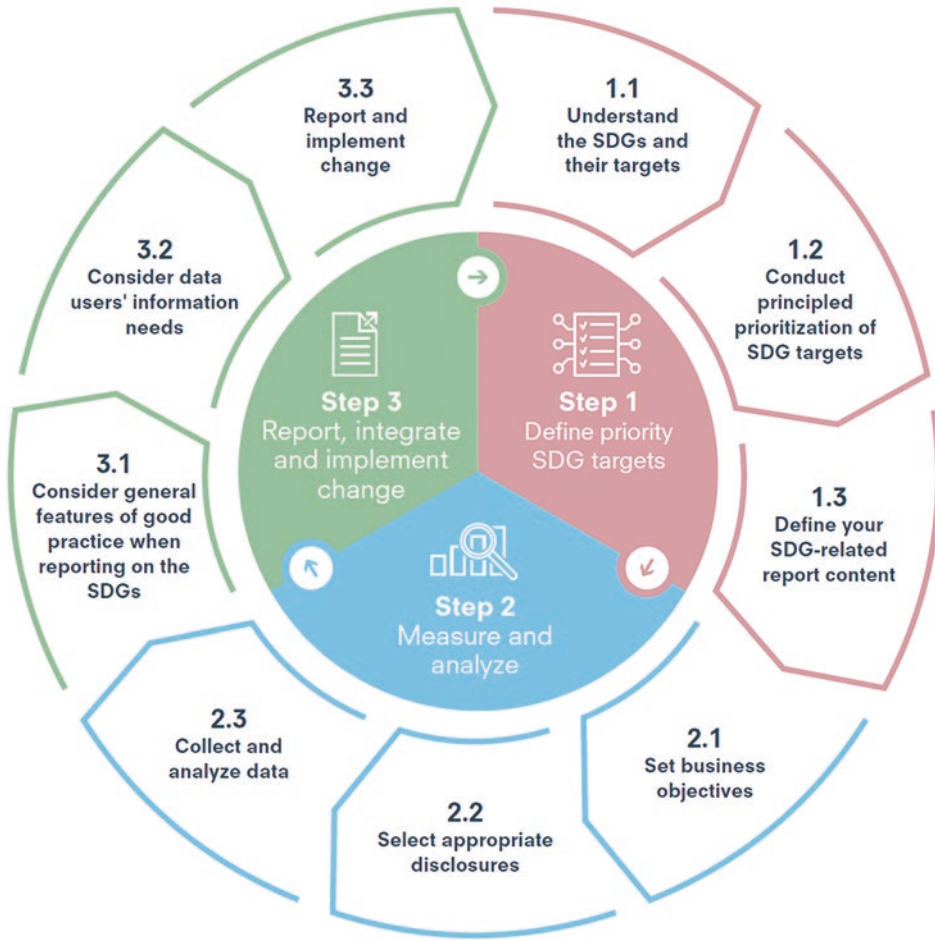 1.1
Understand
the SDGs and
their targets
1.2
Conduct
principled
prioritization of
SDG targets
1.3
Define your
SDG-related
report content
2.1
Set business
objectives
2.2
Select appropriate
disclosures
2.3
Collect and
analyze data
3.1
Consider general
features of good
practice when
reporting on the
SDGs
3.2
Consider data
users' information
needs
3.3
Report and
implement
change
Step 1
Define priority
SDG targets
Step 2
Measure and
analyze
Step 3
Report, integrate
and implement
change